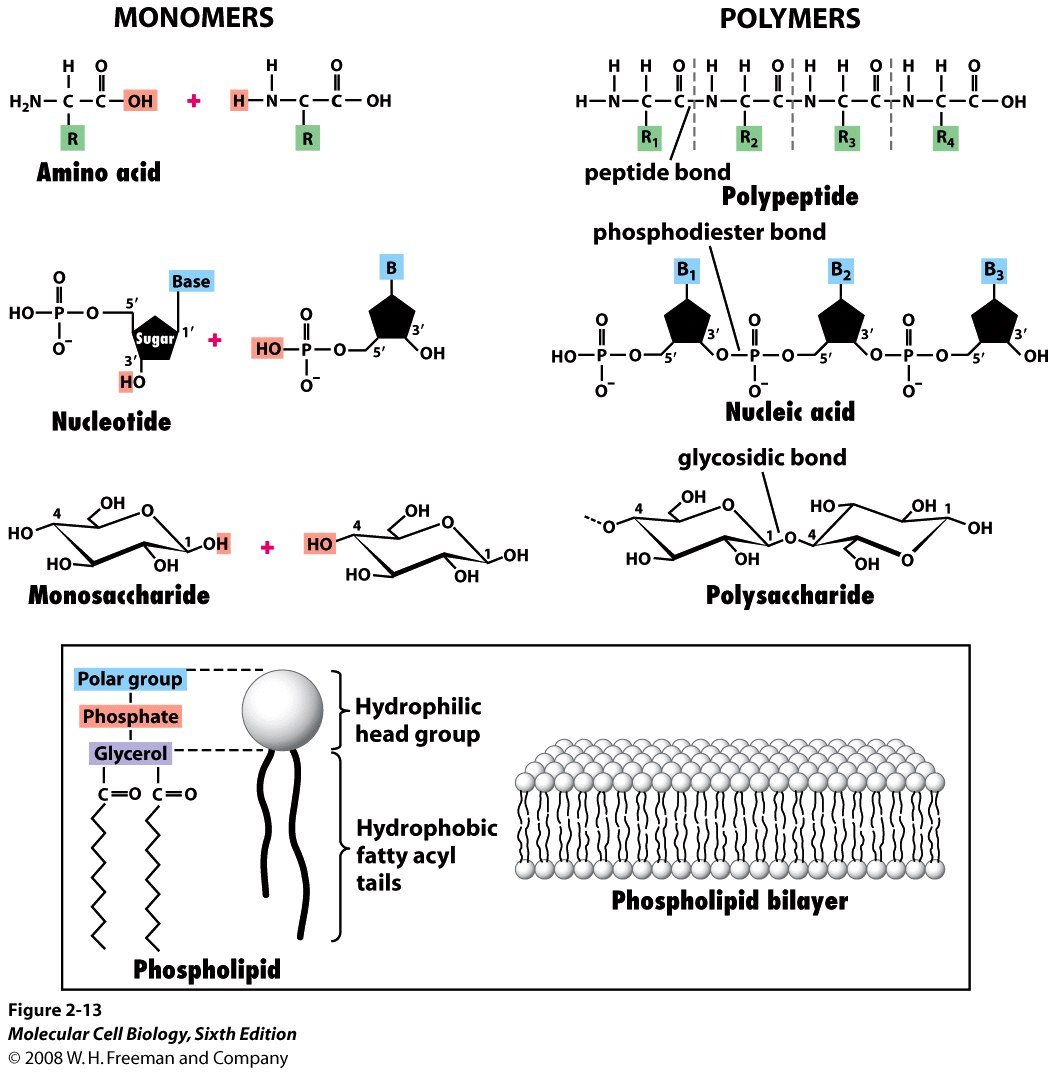 MONOMERS
POLYMERS
H O
H₂N C C OH
R
+
H O
H N C C OH
R
Amino acid
H H O H H O H H O H H O
H N C C N C C N C C N C C OH
R₁ R₂ R₃ R₄
peptide bond
Polypeptide
O
HO P O 5′
O⁻
Base
Sugar 1′
3′
HO
+
B
O
HO P O 5′
O⁻
3′
OH
Nucleotide
phosphodiester bond
B₁ B₂ B₃
O 3′ O 3′ O 3′
HO P O 5′ O P O 5′ O P O 5′ OH
O⁻ O⁻ O⁻
Nucleic acid
4 OH O
HO 1 OH
HO OH
+
4 OH O
HO 1 OH
HO OH
Monosaccharide
glycosidic bond
4 OH O HO OH 1
O 1 O 4 OH
HO OH OH O
Polysaccharide
Polar group
Phosphate
Glycerol
C O C O
Hydrophilic
head group
Hydrophobic
fatty acyl
tails
Phospholipid
Phospholipid bilayer
Figure 2-13
Molecular Cell Biology, Sixth Edition
© 2008 W. H. Freeman and Company